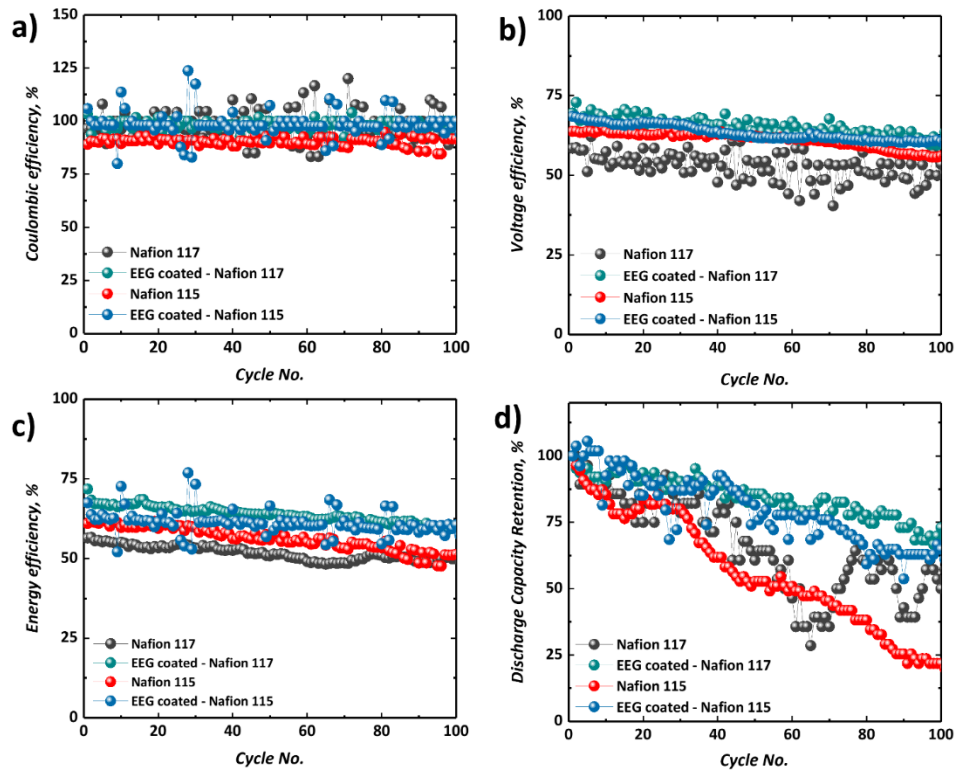 a)
150
125
100
75
50
25
0
Coulombic efficiency, %
Nafion 117
EEG coated - Nafion 117
Nafion 115
EEG coated - Nafion 115
0 20 40 60 80 100
Cycle No.
b)
100
75
50
25
0
Voltage efficiency, %
Nafion 117
EEG coated - Nafion 117
Nafion 115
EEG coated - Nafion 115
0 20 40 60 80 100
Cycle No.
c)
100
75
50
25
0
Energy efficiency, %
Nafion 117
EEG coated - Nafion 117
Nafion 115
EEG coated - Nafion 115
0 20 40 60 80 100
Cycle No.
d)
100
75
50
25
0
Discharge Capacity Retention, %
Nafion 117
EEG coated - Nafion 117
Nafion 115
EEG coated - Nafion 115
0 20 40 60 80 100
Cycle No.